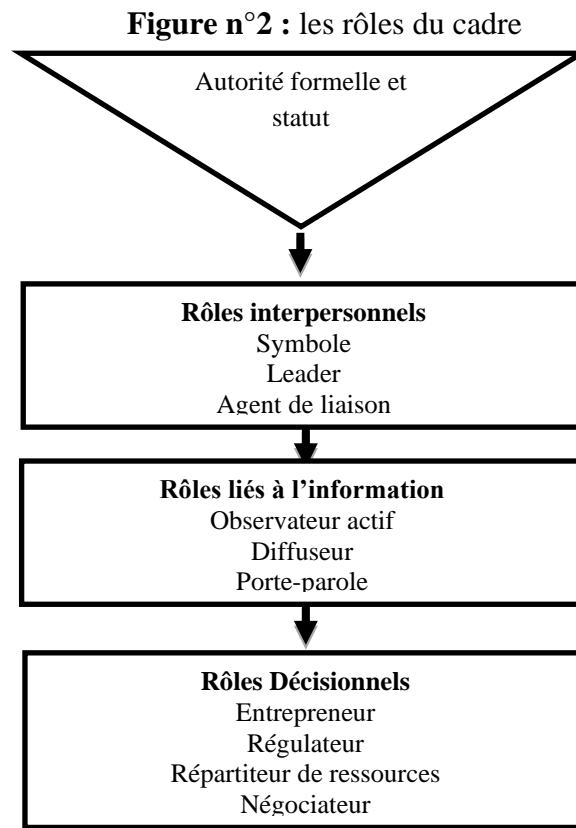 Figure n°2 : les rôles du cadre
Autorité formelle et
statut
Rôles interpersonnels
Symbole
Leader
Agent de liaison
Rôles liés à l’information
Observateur actif
Diffuseur
Porte-parole
Rôles Décisionnels
Entrepreneur
Régulateur
Répartiteur de ressources
Négociateur